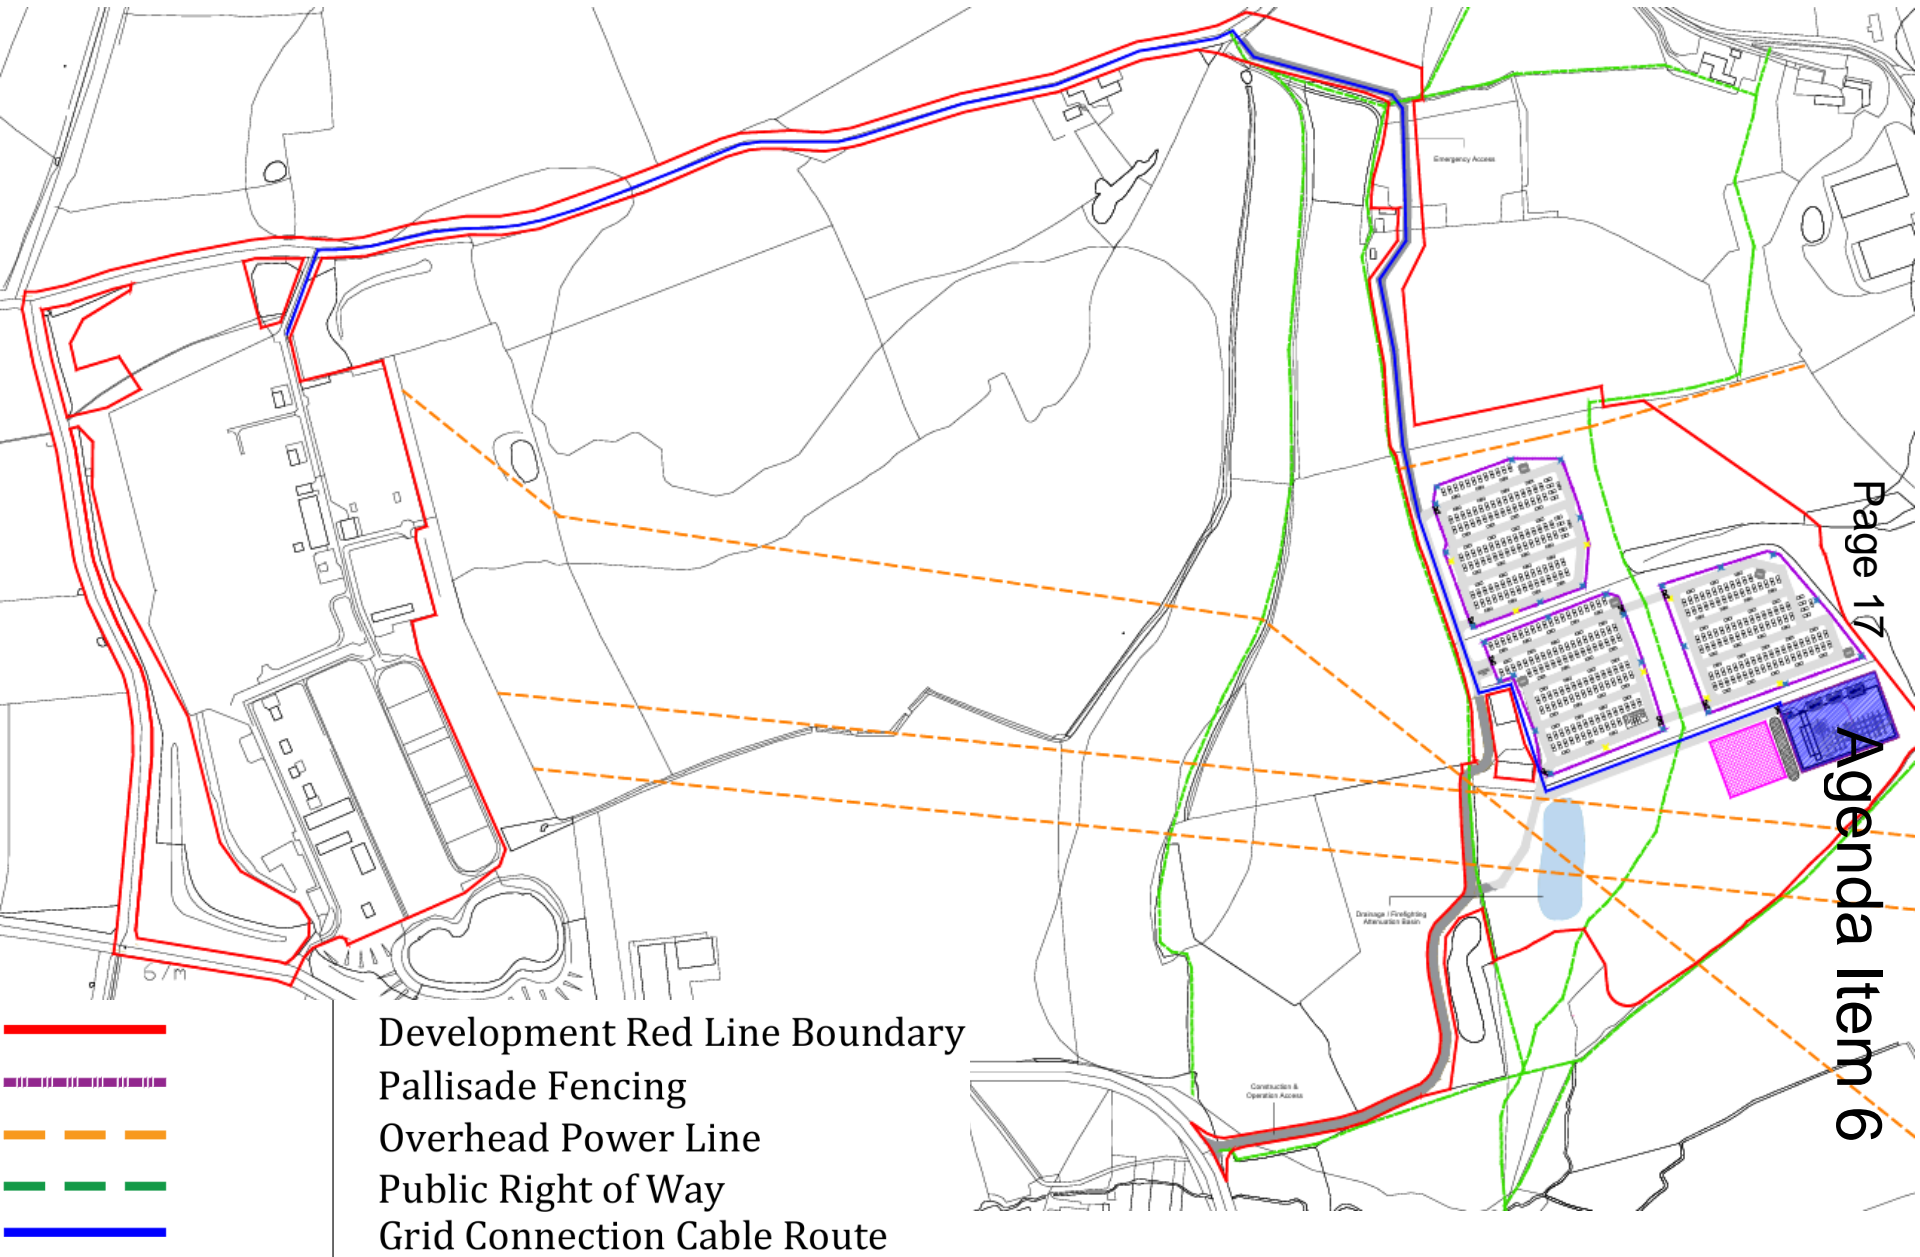 Emergency Access
Page 17
Agenda Item 6
Drainage / Firefighting
Attenuation Basin
67m
Construction &
Operation Access
Development Red Line Boundary
Pallisade Fencing
Overhead Power Line
Public Right of Way
Grid Connection Cable Route